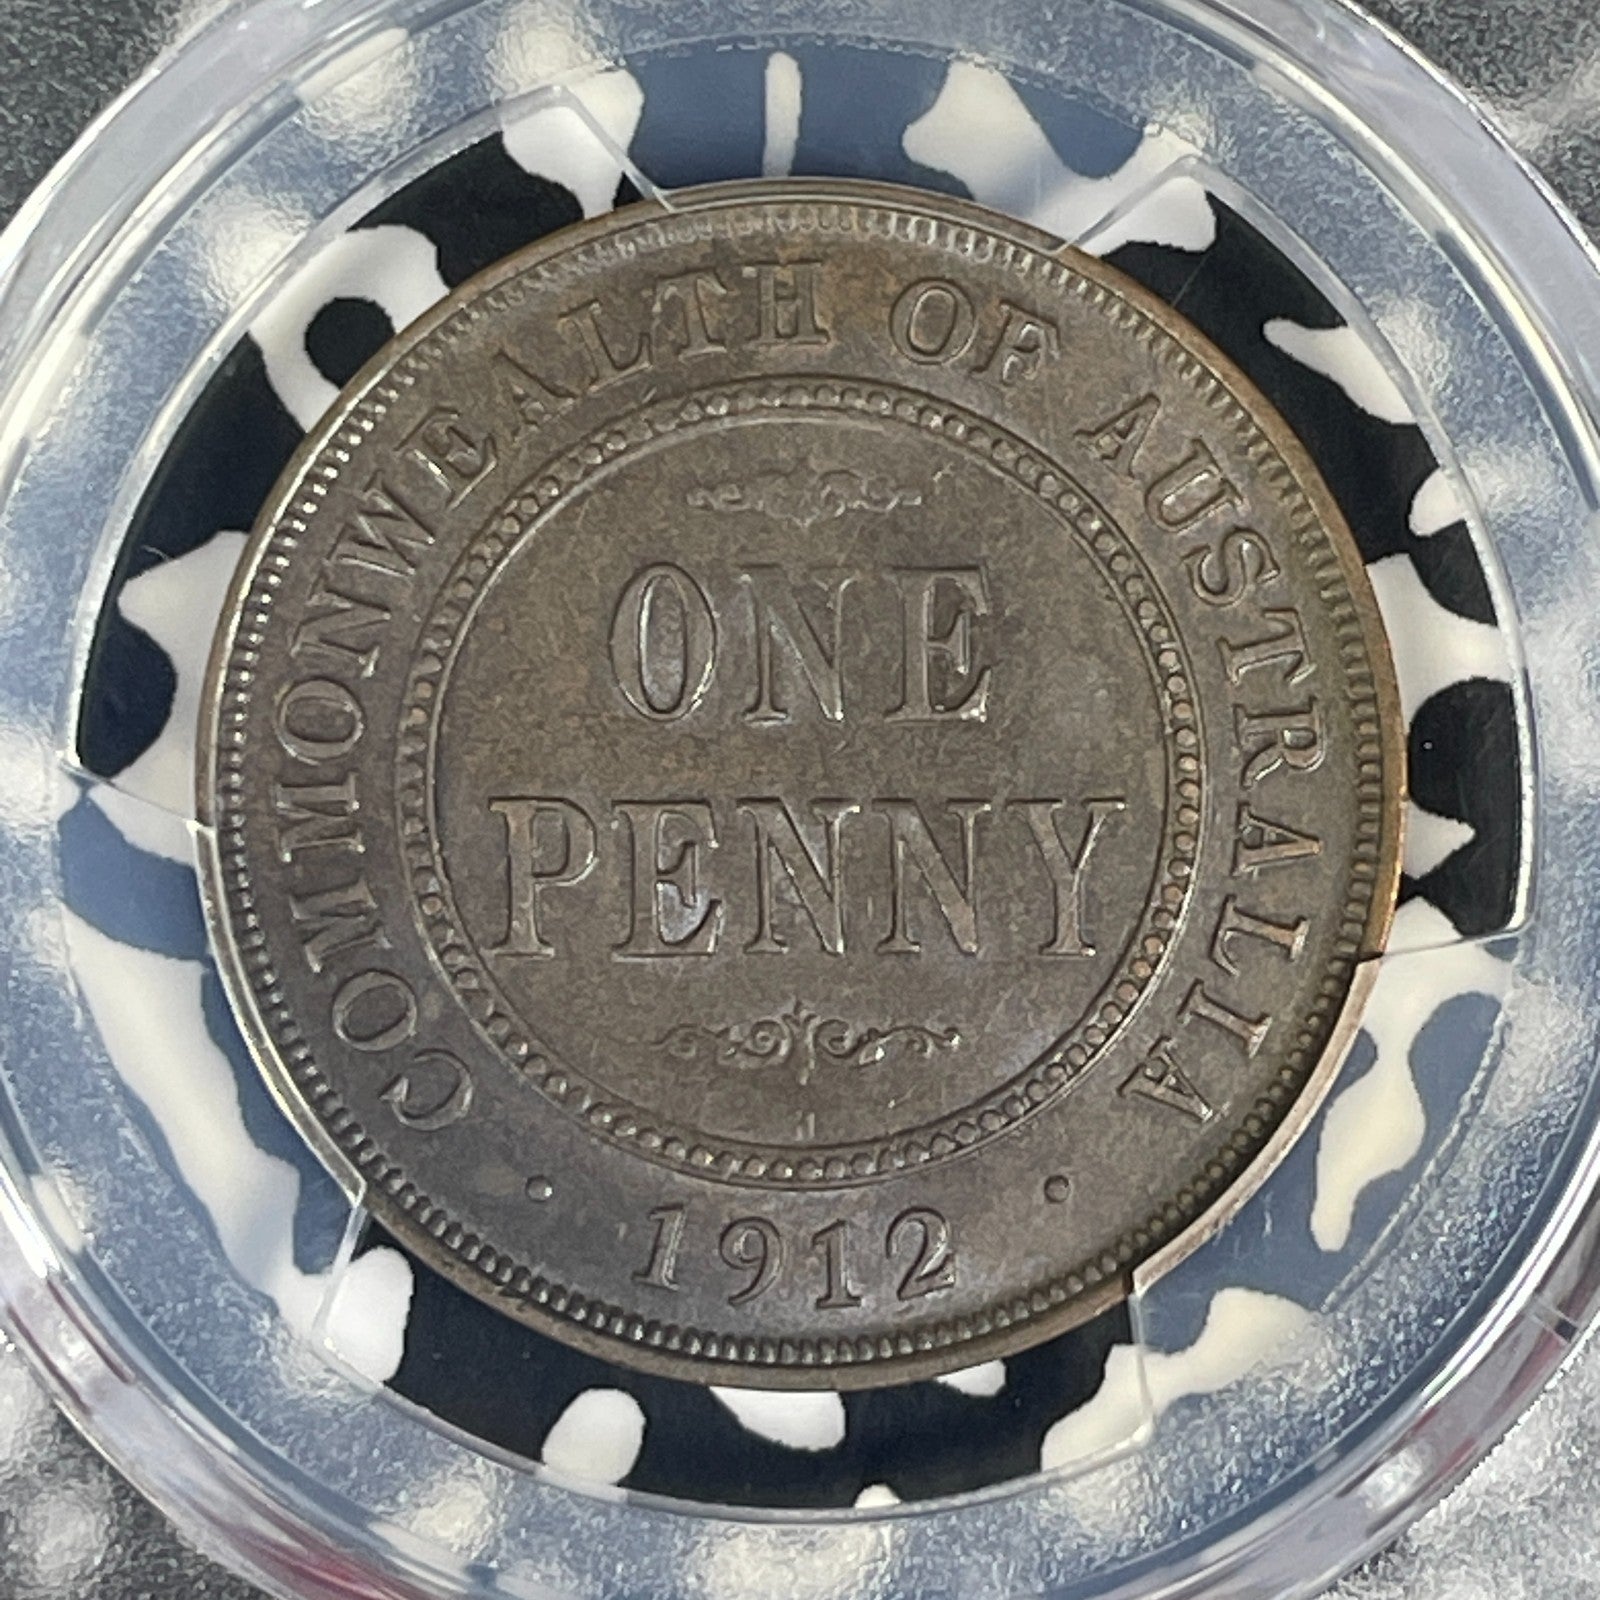 COMMONWEALTH OF AUSTRALIA
ONE
PENNY
H
· 1912 ·